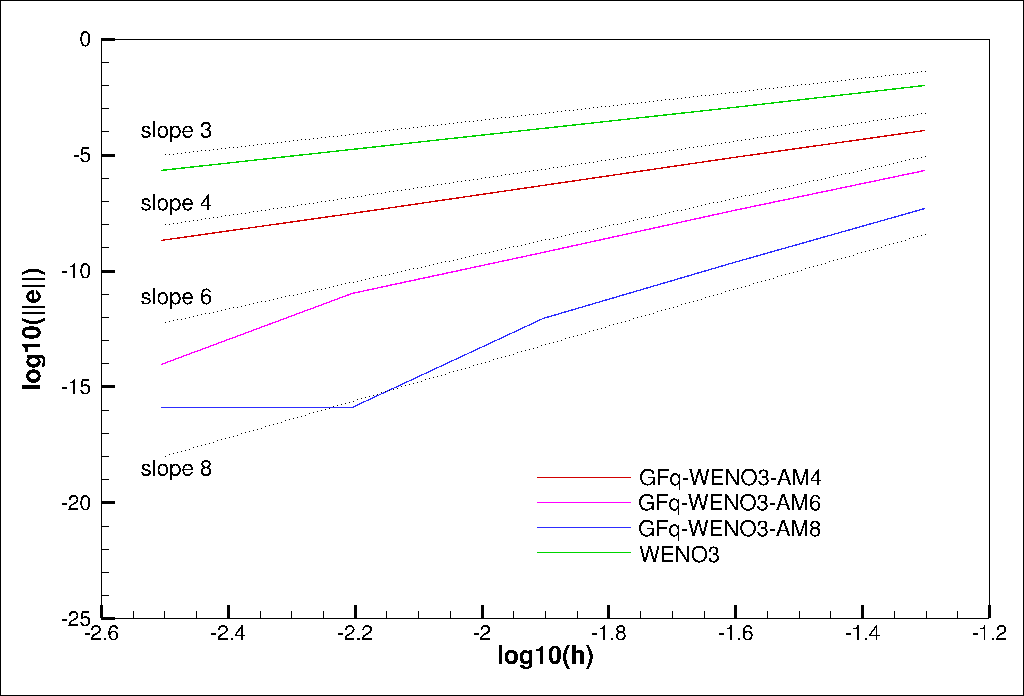 0
-5
-10
-15
-20
-25
log10(||e||)
slope 3
slope 4
slope 6
slope 8
GFq-WENO3-AM4
GFq-WENO3-AM6
GFq-WENO3-AM8
WENO3
-2.6 -2.4 -2.2 -2 -1.8 -1.6 -1.4 -1.2
log10(h)